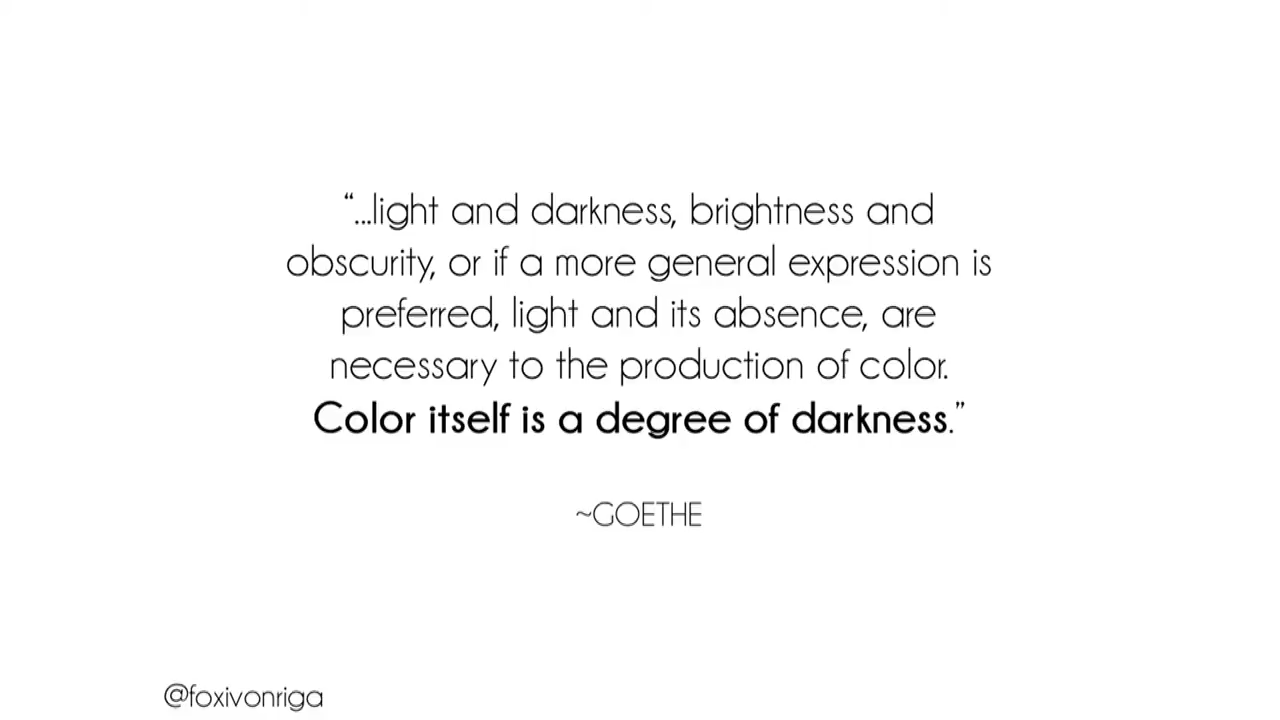 “...light and darkness, brightness and
obscurity, or if a more general expression is
preferred, light and its absence, are
necessary to the production of color.
Color itself is a degree of darkness.”
~GOETHE
@foxivonriga